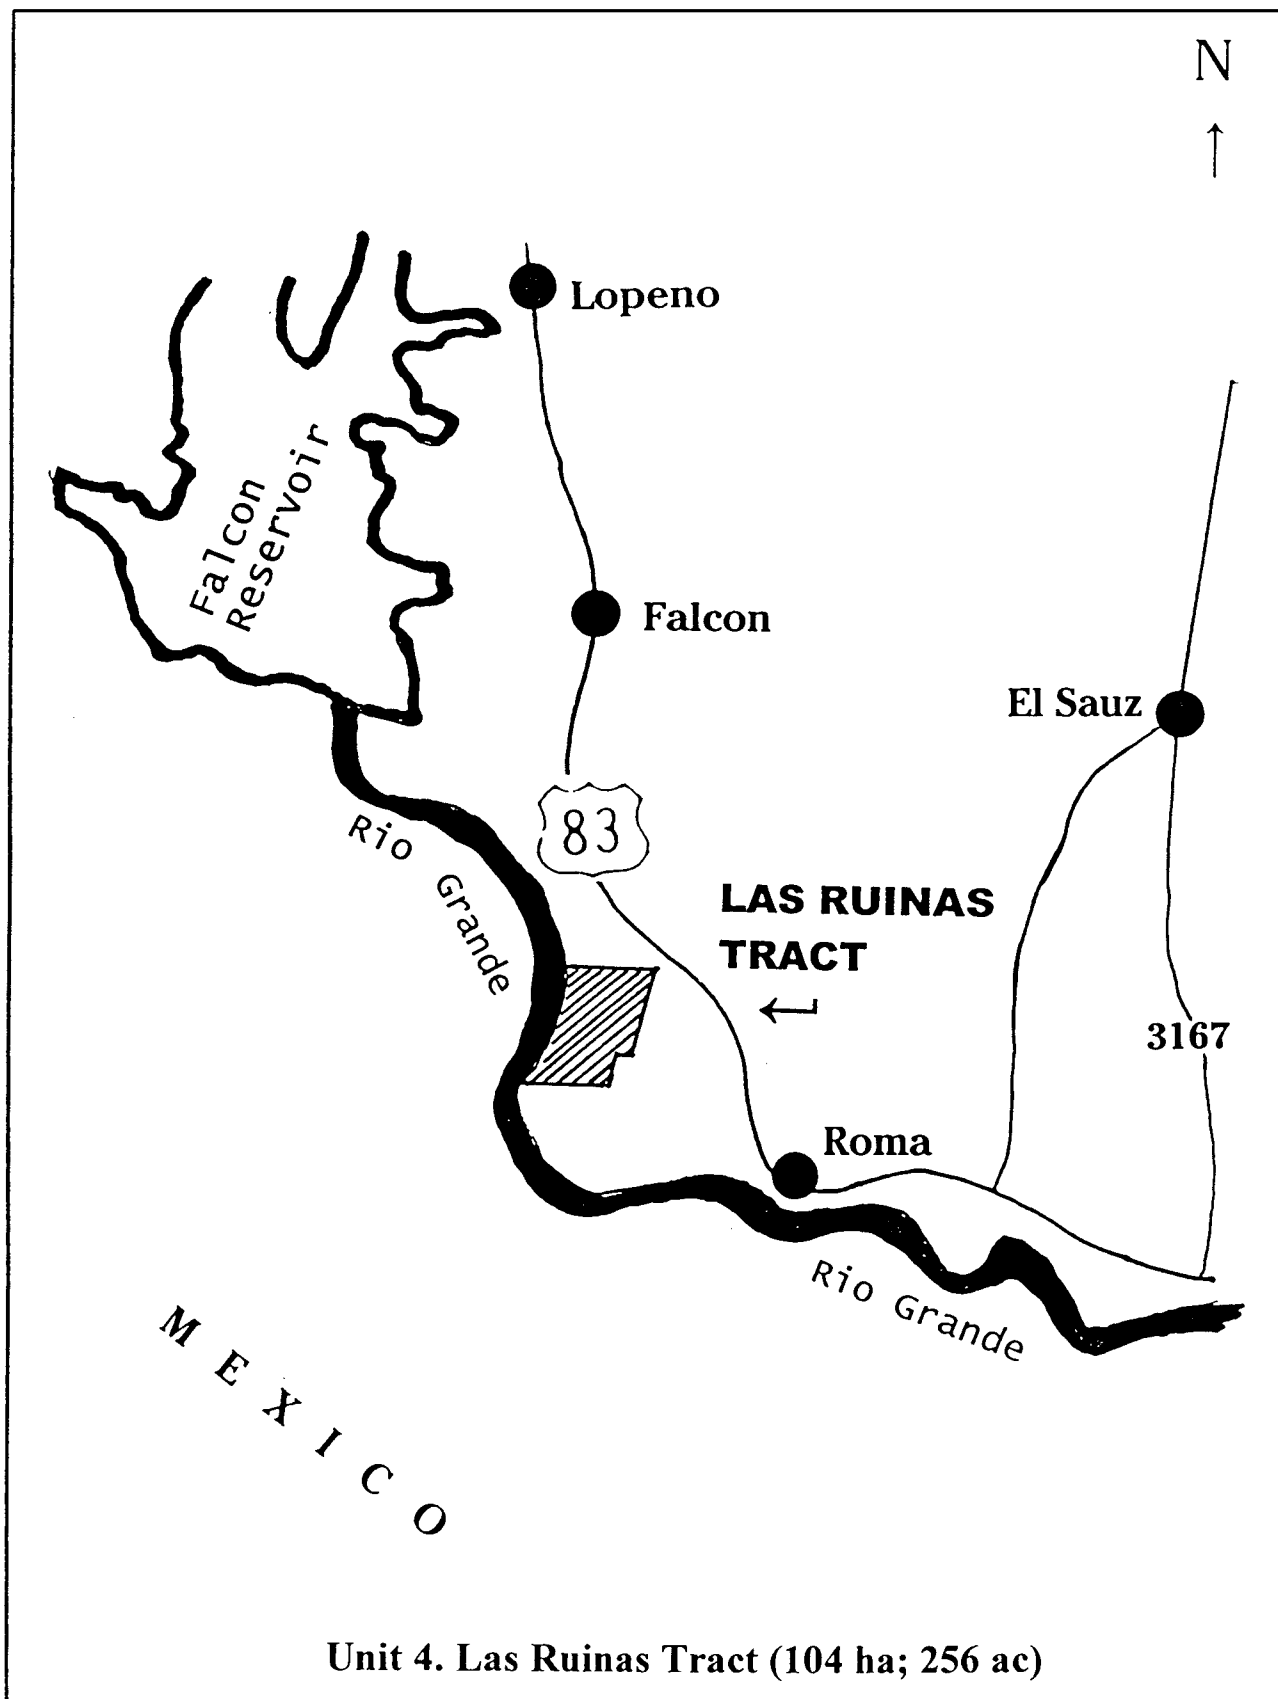 N
Lopeno
Falcon
Reservoir
Falcon
El Sauz
83
Rio Grande
LAS RUINAS
TRACT
3167
Roma
Rio Grande
MEXICO
Unit 4. Las Ruinas Tract (104 ha; 256 ac)